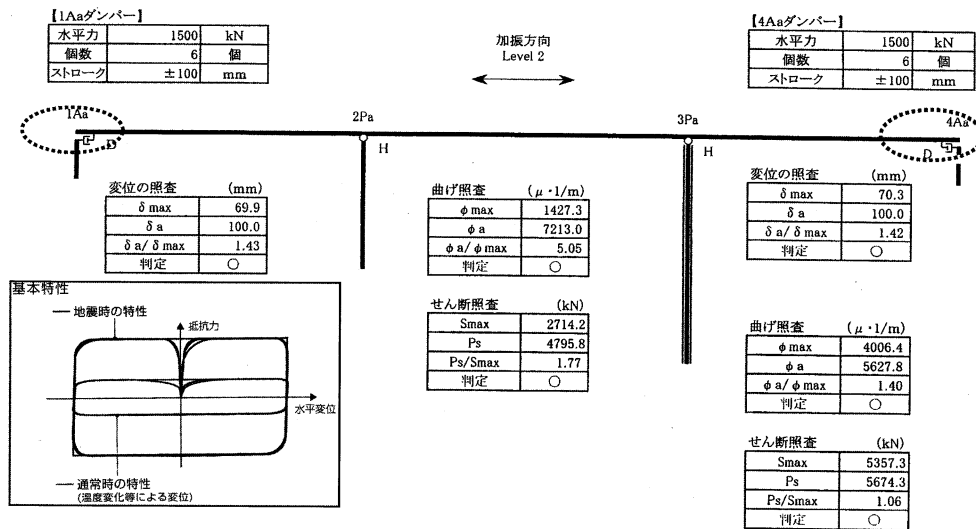 【1Aaダンパー】
水平力 1500 kN
個数 6 個
ストローク ±100 mm
加振方向
Level 2
【4Aaダンパー】
水平力 1500 kN
個数 6 個
ストローク ±100 mm
1Aa
D
2Pa
H
3Pa
H
4Aa
D
変位の照査 (mm)
δmax 69.9
δa 100.0
δa/δmax 1.43
判定 ○
曲げ照査 (μ・1/m)
φmax 1427.3
φa 7213.0
φa/φmax 5.05
判定 ○
せん断照査 (kN)
Smax 2714.2
Ps 4795.8
Ps/Smax 1.77
判定 ○
変位の照査 (mm)
δmax 70.3
δa 100.0
δa/δmax 1.42
判定 ○
曲げ照査 (μ・1/m)
φmax 4006.4
φa 5627.8
φa/φmax 1.40
判定 ○
せん断照査 (kN)
Smax 5357.3
Ps 5674.3
Ps/Smax 1.06
判定 ○
基本特性
地震時の特性
抵抗力
水平変位
通常時の特性
(温度変化等による変位)